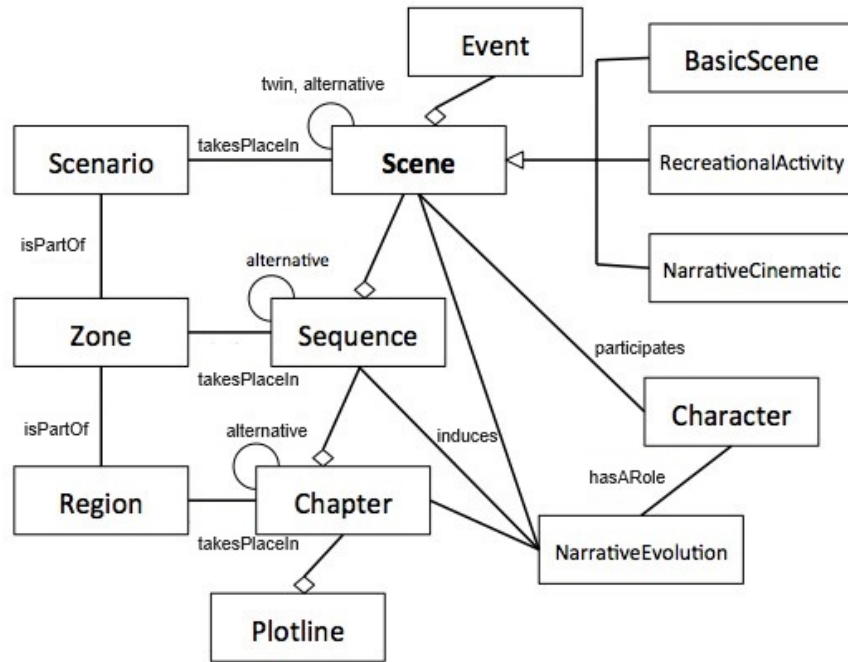 Event
BasicScene
twin, alternative
Scenario
takesPlaceIn
Scene
RecreationalActivity
isPartOf
alternative
NarrativeCinematic
Zone
Sequence
takesPlaceIn
participates
isPartOf
alternative
induces
Character
Region
Chapter
hasARole
takesPlaceIn
NarrativeEvolution
Plotline